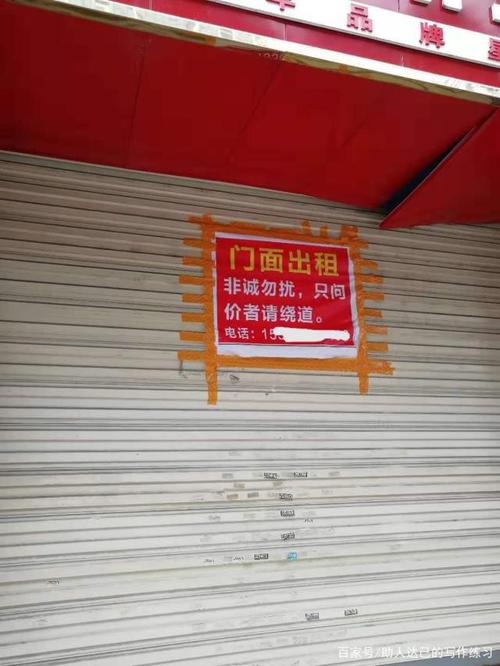 品牌
门面出租
非诚勿扰，只问
价者请绕道。
电话：15
百家号/助人达己的写作练习